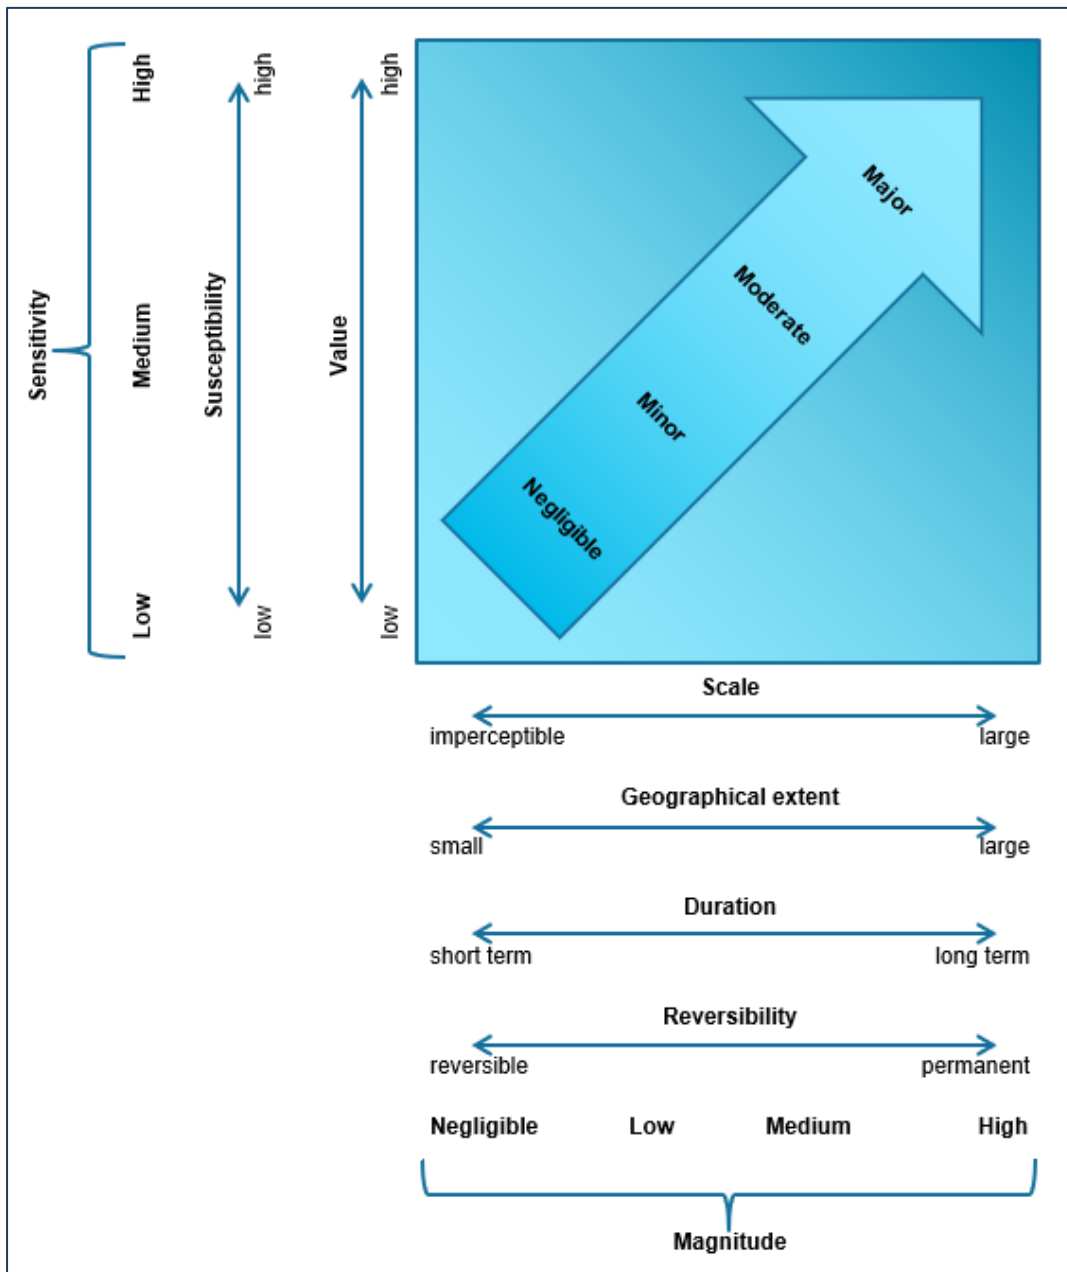 Sensitivity
High
Medium
Low
Susceptibility
high
low
Value
high
low
Major
Moderate
Minor
Negligible
Scale
imperceptible large
Geographical extent
small large
Duration
short term long term
Reversibility
reversible permanent
Negligible Low Medium High
Magnitude